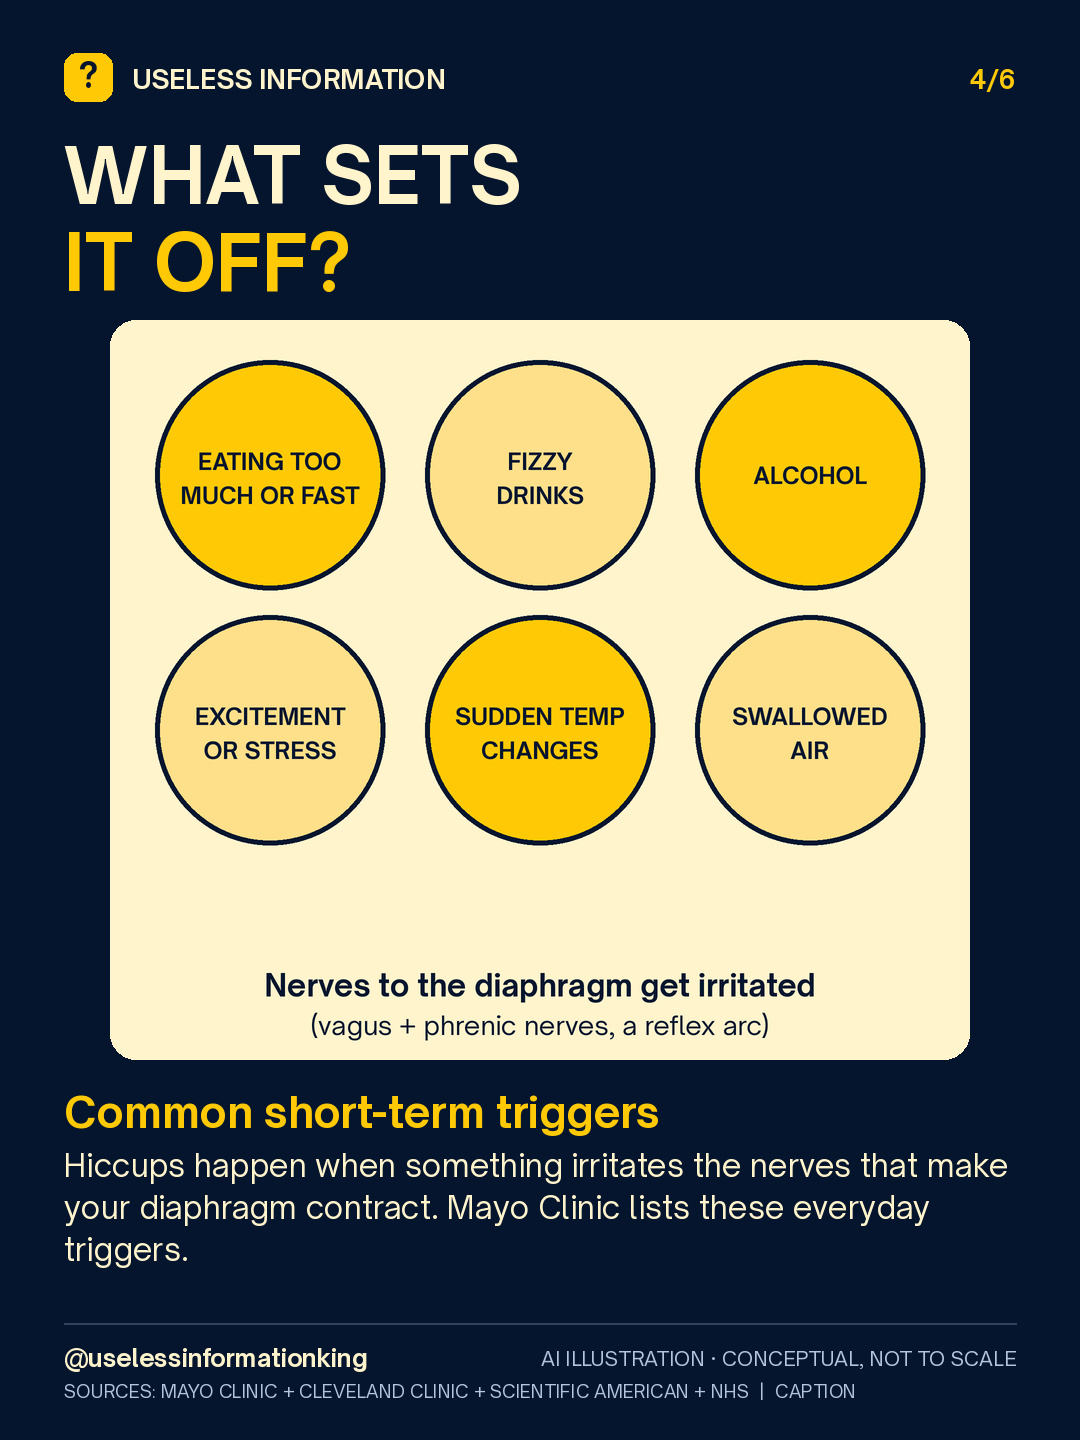 ?
USELESS INFORMATION
4/6
WHAT SETS
IT OFF?
EATING TOO
MUCH OR FAST
FIZZY
DRINKS
ALCOHOL
EXCITEMENT
OR STRESS
SUDDEN TEMP
CHANGES
SWALLOWED
AIR
Nerves to the diaphragm get irritated
(vagus + phrenic nerves, a reflex arc)
Common short-term triggers
Hiccups happen when something irritates the nerves that make
your diaphragm contract. Mayo Clinic lists these everyday
triggers.
@uselessinformationking
AI ILLUSTRATION · CONCEPTUAL, NOT TO SCALE
SOURCES: MAYO CLINIC + CLEVELAND CLINIC + SCIENTIFIC AMERICAN + NHS | CAPTION